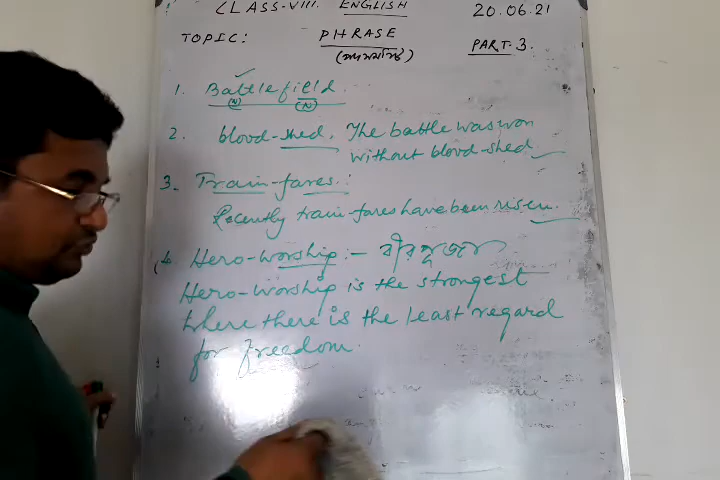 CLASS-VIII. ENGLISH 20.06.21
TOPIC: PHRASE PART-3.
1. Battlefield.
(N) (N)
2. blood-shed. The battle was won
without blood-shed
3. Train-fares.:
Recently train-fares have been risen.
4. Hero-Worship :- বীরপূজা
Hero-Worship is the strongest
where there is the least regard
for freedom.